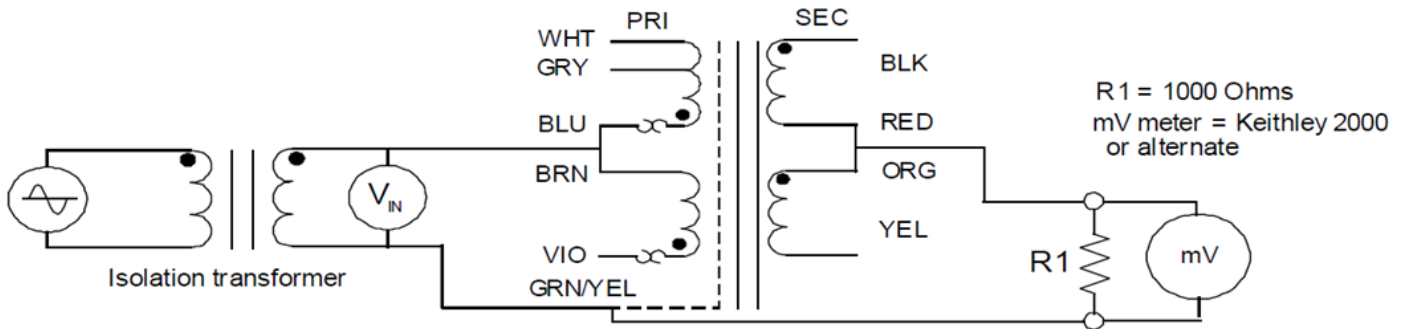 PRI
SEC
WHT
GRY
BLK
BLU
RED
R1 = 1000 Ohms
mV meter = Keithley 2000
or alternate
V_IN
BRN
ORG
VIO
YEL
R1
mV
Isolation transformer
GRN/YEL